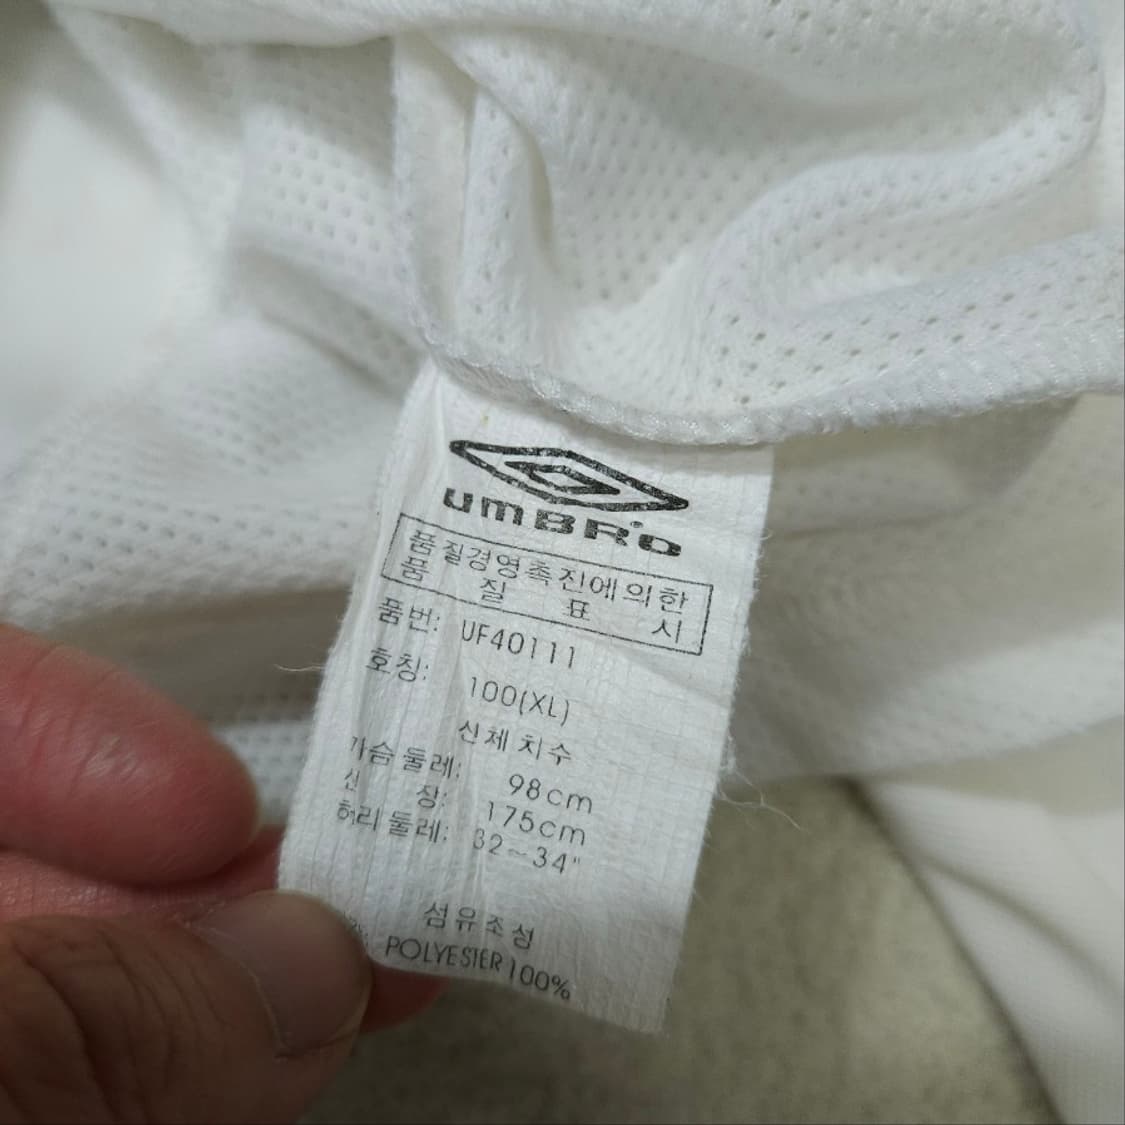 umbro
품질경영촉진에의한
품 질 표 시
품번: UF40111
호칭: 100(XL)
신체 치수
가슴 둘레: 98cm
신 장: 175cm
허리 둘레: 32~34"
섬유조성
POLYESTER 100%